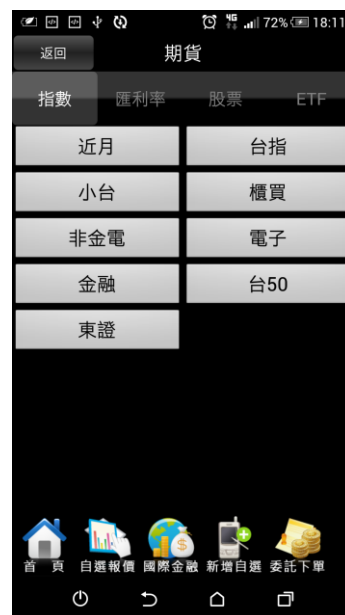 4G 72% 18:11
返回 期貨
指數 匯利率 股票 ETF
近月 台指
小台 櫃買
非金電 電子
金融 台50
東證
首 頁 自選報價 國際金融 新增自選 委託下單